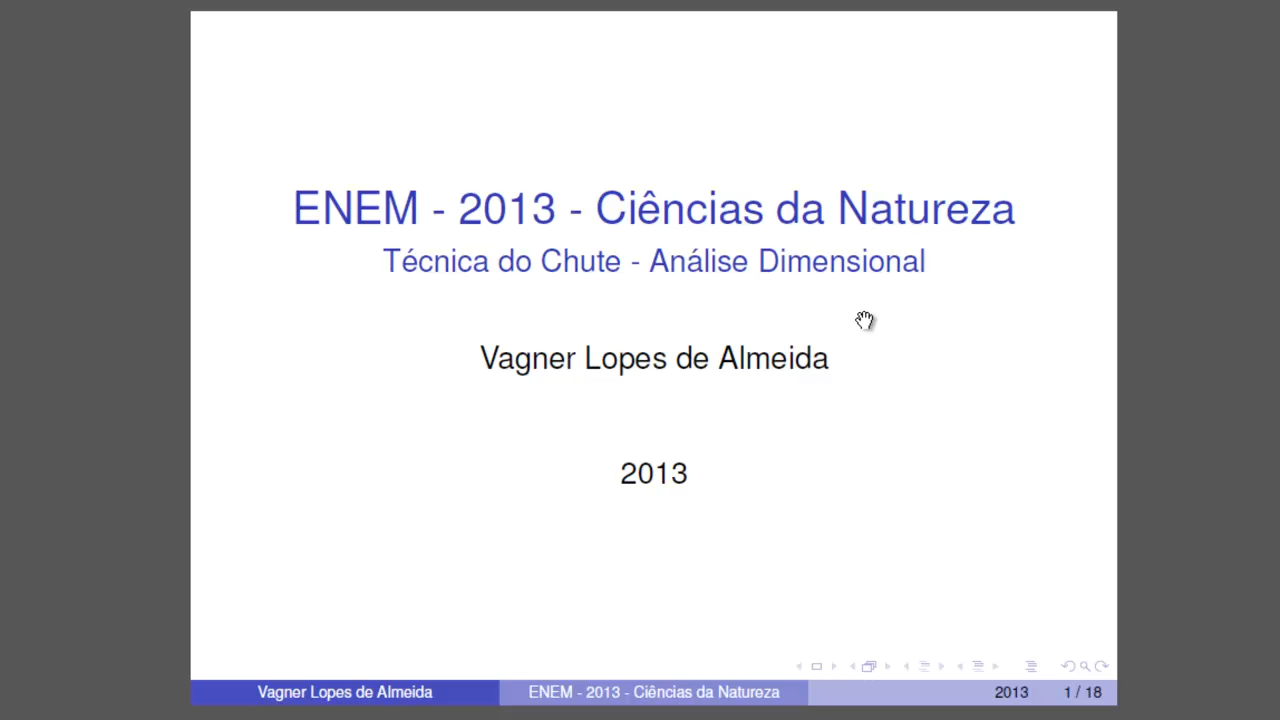 ENEM - 2013 - Ciências da Natureza
Técnica do Chute - Análise Dimensional
Vagner Lopes de Almeida
2013
Vagner Lopes de Almeida ENEM - 2013 - Ciências da Natureza 2013 1 / 18